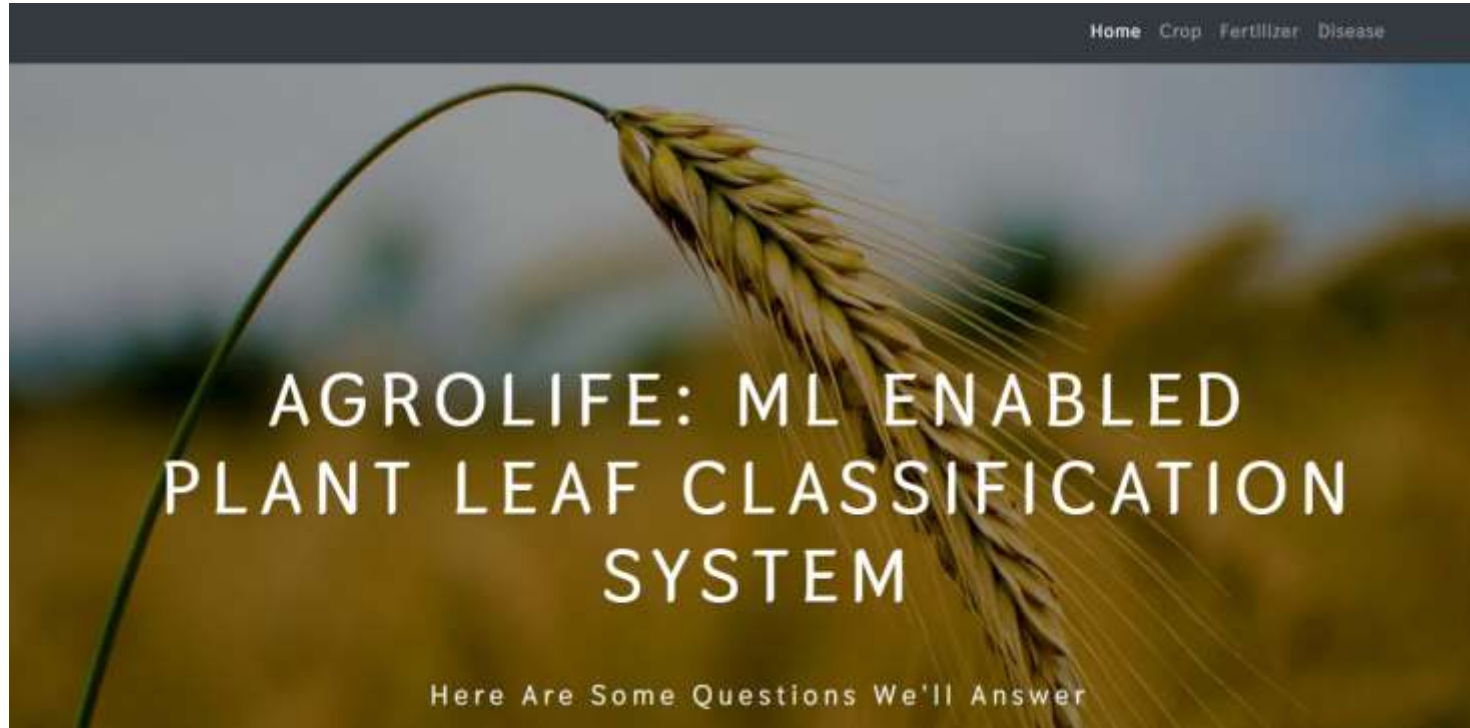 Home Crop Fertilizer Disease
AGROLIFE: ML ENABLED
PLANT LEAF CLASSIFICATION
SYSTEM
Here Are Some Questions We'll Answer